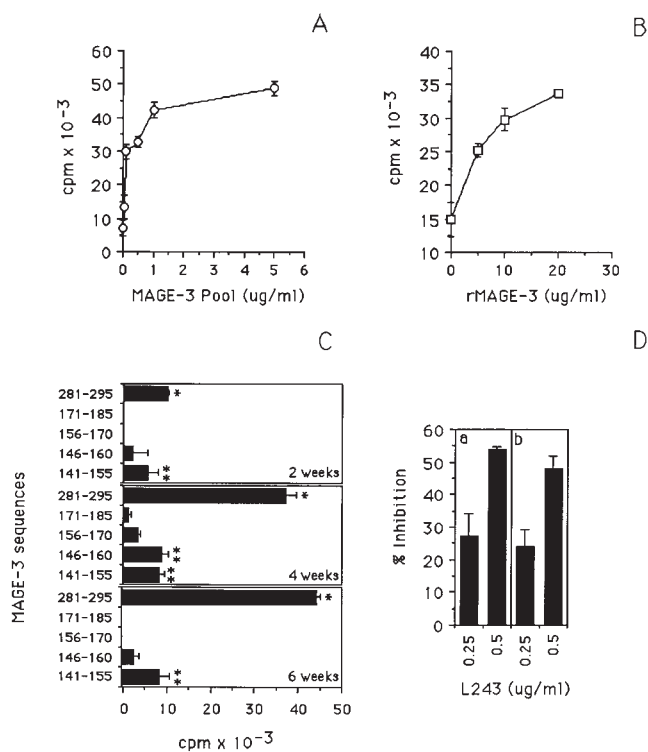 A
60
50
40
30
20
10
0
cpm x 10⁻³
0 1 2 3 4 5 6
MAGE-3 Pool (ug/ml)
B
40
35
30
25
20
15
10
cpm x 10⁻³
0 10 20 30
rMAGE-3 (ug/ml)
C
MAGE-3 sequences
281-295 *
171-185
156-170
146-160
141-155 **
2 weeks
281-295 *
171-185
156-170
146-160 **
141-155 **
4 weeks
281-295 *
171-185
156-170
146-160
141-155 **
6 weeks
0 10 20 30 40 50
cpm x 10⁻³
D
60
50
40
30
20
10
0
% Inhibition
a b
0.25 0.5 0.25 0.5
L243 (ug/ml)